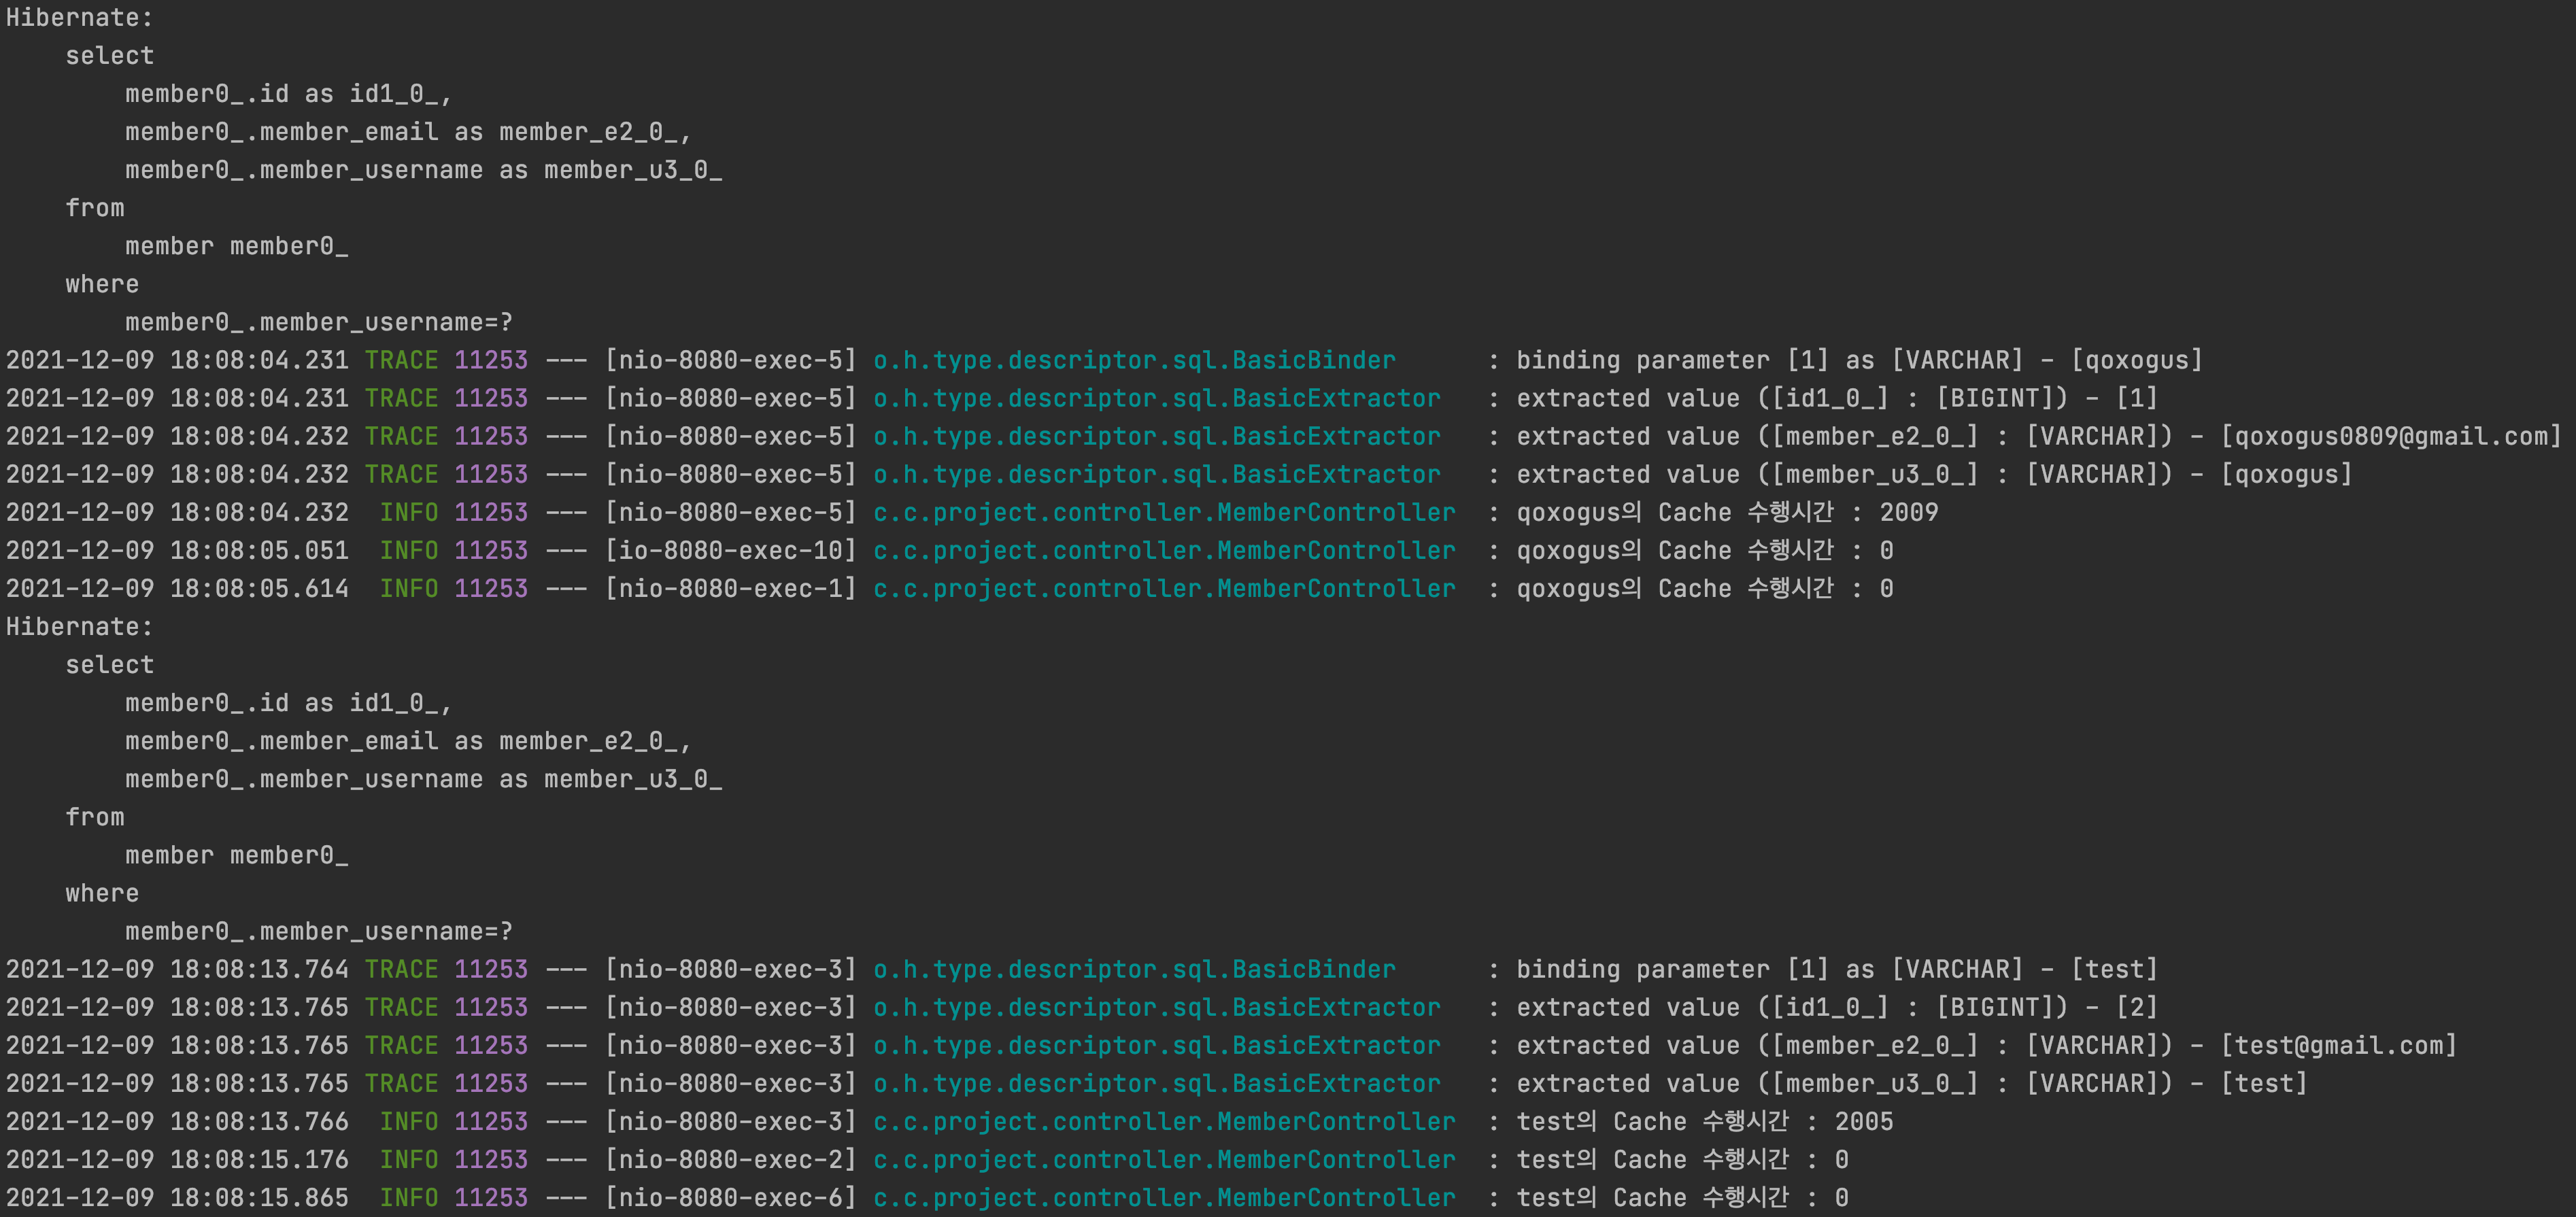 Hibernate:
    select
        member0_.id as id1_0_,
        member0_.member_email as member_e2_0_,
        member0_.member_username as member_u3_0_
    from
        member member0_
    where
        member0_.member_username=?
2021-12-09 18:08:04.231 TRACE 11253 --- [nio-8080-exec-5] o.h.type.descriptor.sql.BasicBinder      : binding parameter [1] as [VARCHAR] - [qoxogus]
2021-12-09 18:08:04.231 TRACE 11253 --- [nio-8080-exec-5] o.h.type.descriptor.sql.BasicExtractor   : extracted value ([id1_0_] : [BIGINT]) - [1]
2021-12-09 18:08:04.232 TRACE 11253 --- [nio-8080-exec-5] o.h.type.descriptor.sql.BasicExtractor   : extracted value ([member_e2_0_] : [VARCHAR]) - [qoxogus0809@gmail.com]
2021-12-09 18:08:04.232 TRACE 11253 --- [nio-8080-exec-5] o.h.type.descriptor.sql.BasicExtractor   : extracted value ([member_u3_0_] : [VARCHAR]) - [qoxogus]
2021-12-09 18:08:04.232  INFO 11253 --- [nio-8080-exec-5] c.c.project.controller.MemberController  : qoxogus의 Cache 수행시간 : 2009
2021-12-09 18:08:05.051  INFO 11253 --- [io-8080-exec-10] c.c.project.controller.MemberController  : qoxogus의 Cache 수행시간 : 0
2021-12-09 18:08:05.614  INFO 11253 --- [nio-8080-exec-1] c.c.project.controller.MemberController  : qoxogus의 Cache 수행시간 : 0
Hibernate:
    select
        member0_.id as id1_0_,
        member0_.member_email as member_e2_0_,
        member0_.member_username as member_u3_0_
    from
        member member0_
    where
        member0_.member_username=?
2021-12-09 18:08:13.764 TRACE 11253 --- [nio-8080-exec-3] o.h.type.descriptor.sql.BasicBinder      : binding parameter [1] as [VARCHAR] - [test]
2021-12-09 18:08:13.765 TRACE 11253 --- [nio-8080-exec-3] o.h.type.descriptor.sql.BasicExtractor   : extracted value ([id1_0_] : [BIGINT]) - [2]
2021-12-09 18:08:13.765 TRACE 11253 --- [nio-8080-exec-3] o.h.type.descriptor.sql.BasicExtractor   : extracted value ([member_e2_0_] : [VARCHAR]) - [test@gmail.com]
2021-12-09 18:08:13.765 TRACE 11253 --- [nio-8080-exec-3] o.h.type.descriptor.sql.BasicExtractor   : extracted value ([member_u3_0_] : [VARCHAR]) - [test]
2021-12-09 18:08:13.766  INFO 11253 --- [nio-8080-exec-3] c.c.project.controller.MemberController  : test의 Cache 수행시간 : 2005
2021-12-09 18:08:15.176  INFO 11253 --- [nio-8080-exec-2] c.c.project.controller.MemberController  : test의 Cache 수행시간 : 0
2021-12-09 18:08:15.865  INFO 11253 --- [nio-8080-exec-6] c.c.project.controller.MemberController  : test의 Cache 수행시간 : 0